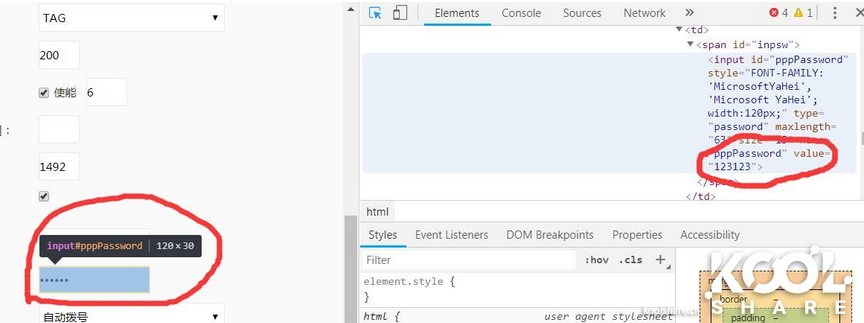 TAG
200
使能 6
:
1492
input#pppPassword 120×30
••••••
自动拨号
Elements Console Sources Network » 4 1
<td>
<span id="inpsw">
<input id="pppPassword"
style="FONT-FAMILY:
'MicrosoftYaHei',
'Microsoft YaHei';
width:120px;" type=
"password" maxlength=
"63" size=
pppPassword" value=
"123123">
</td>
html
Styles Event Listeners DOM Breakpoints Properties Accessibility
Filter :hov .cls +
element.style {
}
html { user agent stylesheet
border –
padding –
KOOL
SHARE